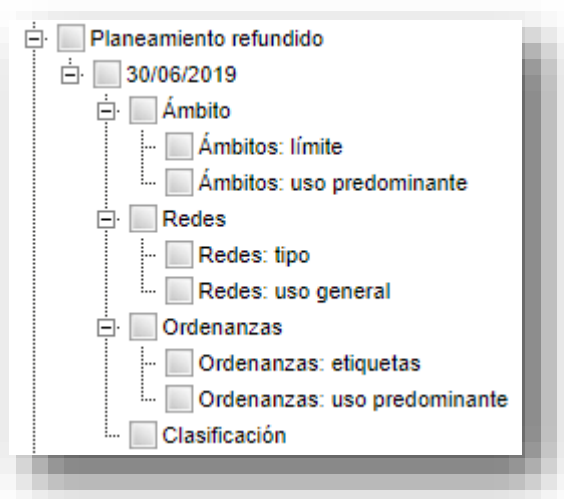 Planeamiento refundido
30/06/2019
Ámbito
Ámbitos: límite
Ámbitos: uso predominante
Redes
Redes: tipo
Redes: uso general
Ordenanzas
Ordenanzas: etiquetas
Ordenanzas: uso predominante
Clasificación